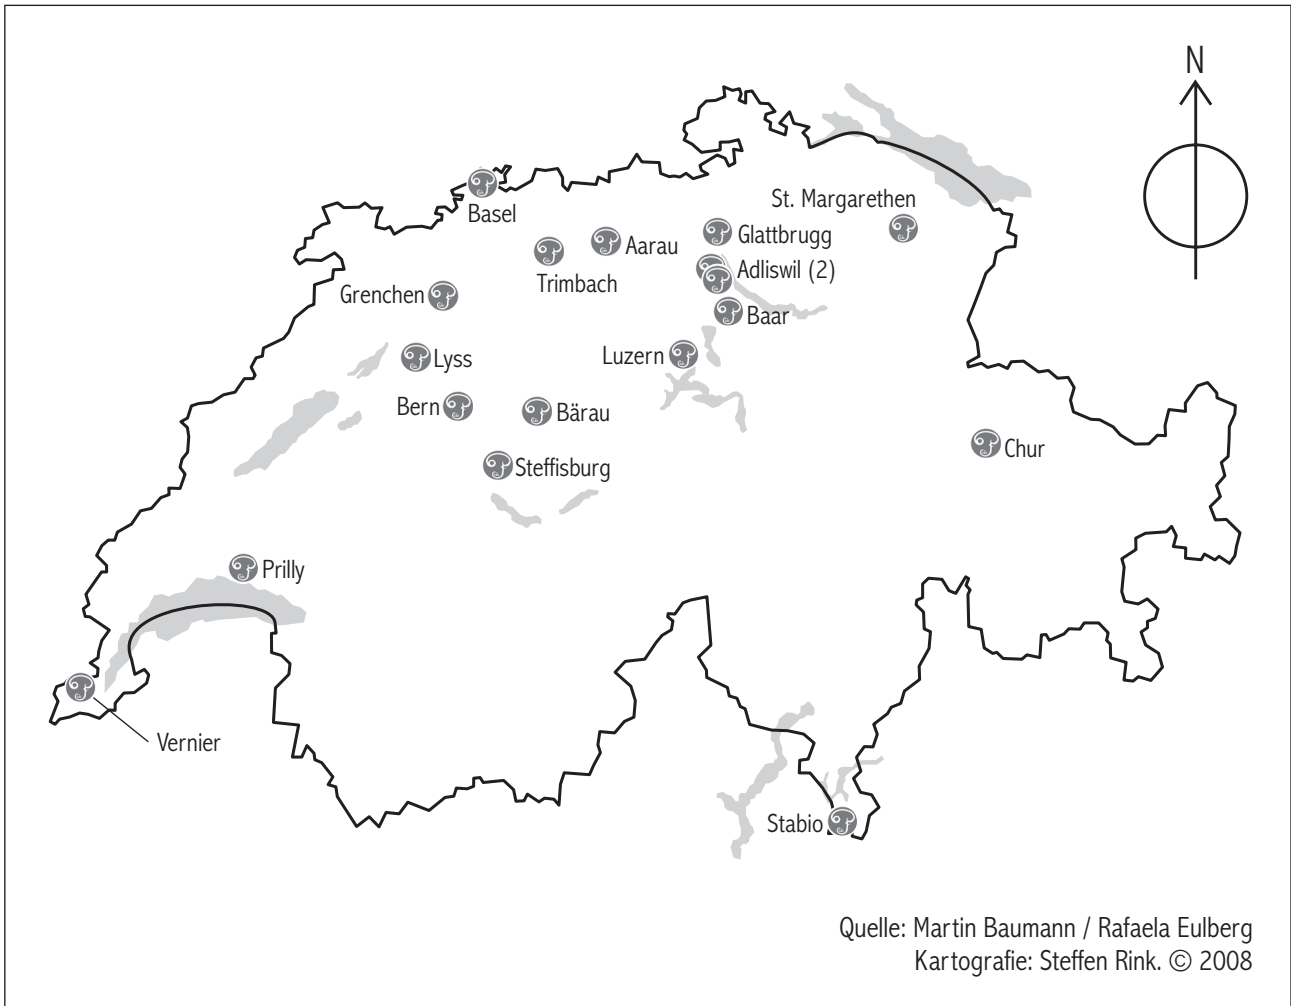 N
St. Margarethen
Basel
Glattbrugg
Aarau
Adliswil (2)
Trimbach
Grenchen
Baar
Luzern
Lyss
Bern
Bärau
Chur
Steffisburg
Prilly
Vernier
Stabio
Quelle: Martin Baumann / Rafaela Eulberg
Kartografie: Steffen Rink. © 2008